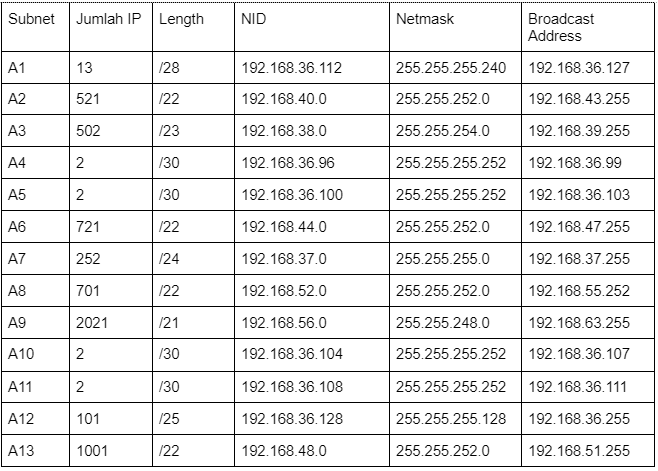 Subnet Jumlah IP Length NID Netmask Broadcast
Address
A1 13 /28 192.168.36.112 255.255.255.240 192.168.36.127
A2 521 /22 192.168.40.0 255.255.252.0 192.168.43.255
A3 502 /23 192.168.38.0 255.255.254.0 192.168.39.255
A4 2 /30 192.168.36.96 255.255.255.252 192.168.36.99
A5 2 /30 192.168.36.100 255.255.255.252 192.168.36.103
A6 721 /22 192.168.44.0 255.255.252.0 192.168.47.255
A7 252 /24 192.168.37.0 255.255.255.0 192.168.37.255
A8 701 /22 192.168.52.0 255.255.252.0 192.168.55.252
A9 2021 /21 192.168.56.0 255.255.248.0 192.168.63.255
A10 2 /30 192.168.36.104 255.255.255.252 192.168.36.107
A11 2 /30 192.168.36.108 255.255.255.252 192.168.36.111
A12 101 /25 192.168.36.128 255.255.255.128 192.168.36.255
A13 1001 /22 192.168.48.0 255.255.252.0 192.168.51.255